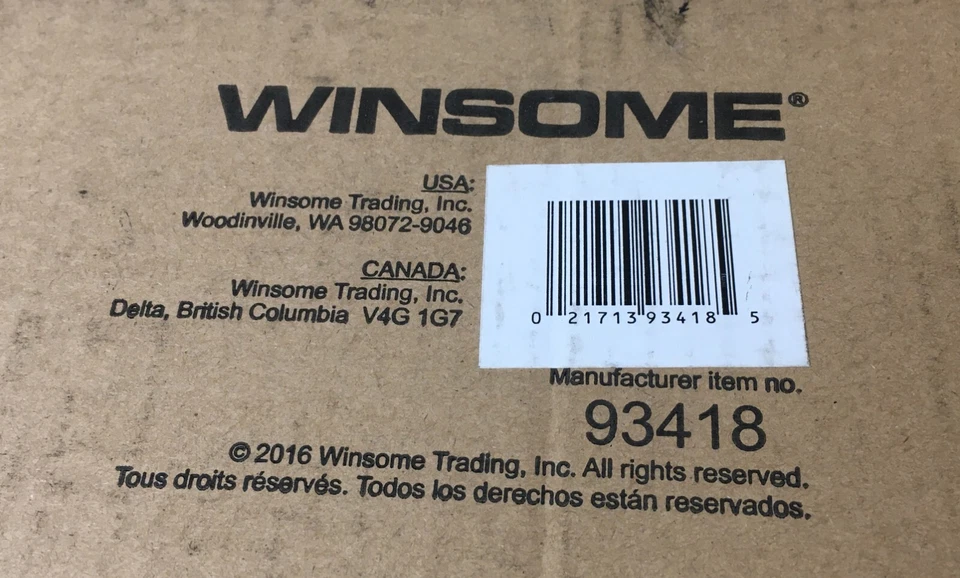 WINSOME®
USA:
Winsome Trading, Inc.
Woodinville, WA 98072-9046
CANADA:
Winsome Trading, Inc.
Delta, British Columbia V4G 1G7
0 21713 93418 5
Manufacturer item no.
93418
© 2016 Winsome Trading, Inc. All rights reserved.
Tous droits réservés. Todos los derechos están reservados.